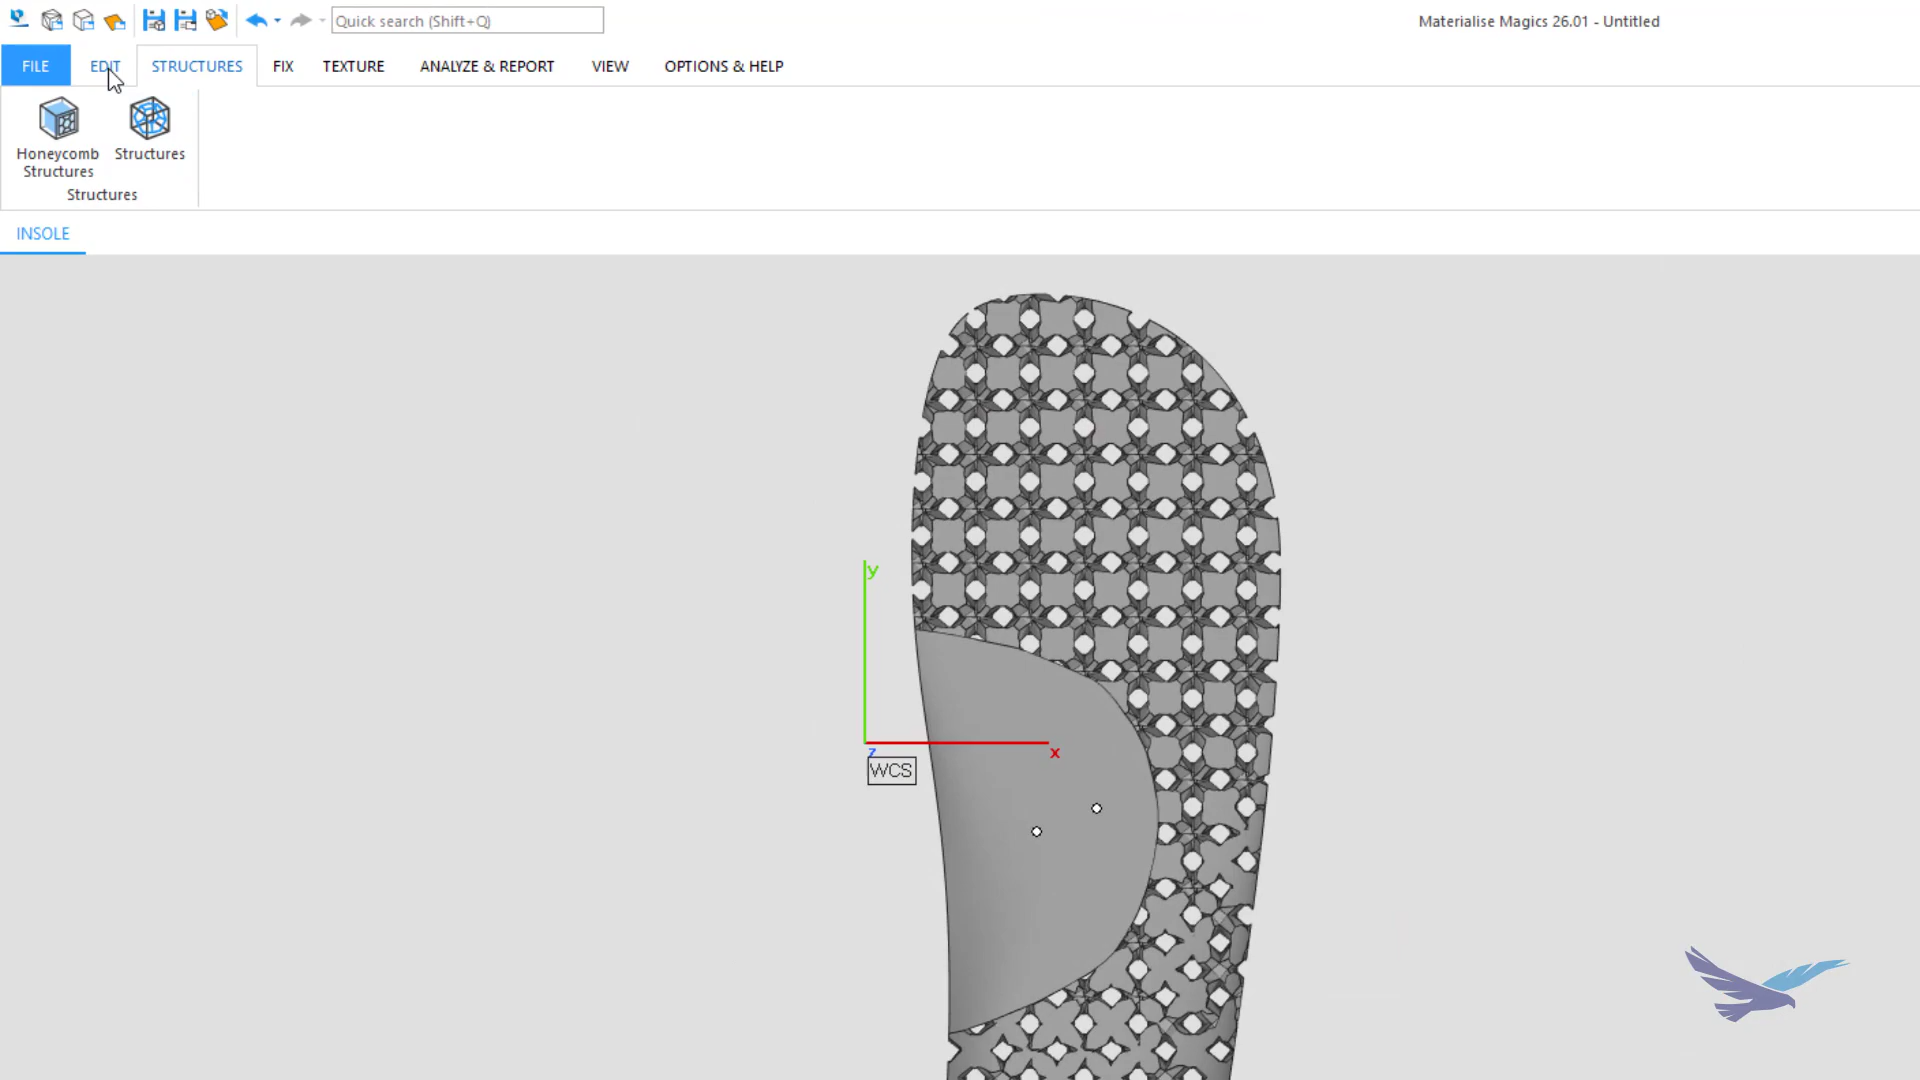 Quick search (Shift+Q)
Materialise Magics 26.01 - Untitled
FILE EDIT STRUCTURES FIX TEXTURE ANALYZE & REPORT VIEW OPTIONS & HELP
Honeycomb Structures
Structures
Structures
INSOLE
y
x
z
WCS